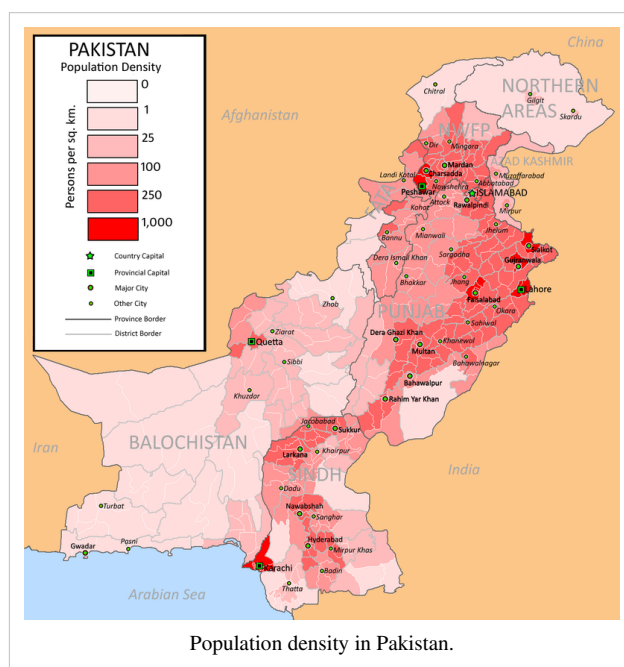 PAKISTAN
Population Density
Persons per sq. km.
0
1
25
100
250
1,000
Country Capital
Provincial Capital
Major City
Other City
Province Border
District Border
China
Afghanistan
Iran
India
Arabian Sea
NORTHERN
AREAS
Gilgit
Skardu
Chitral
NWFP
Dir
Mingora
AZAD KASHMIR
Mardan
Landi Kotal
Charsadda
Muzaffarabad
Abbatabad
Peshawar
Nowshehra
ISLAMABAD
Attock
Rawalpindi
Mirpur
FATA
Kohat
Jhelum
Bannu
Mianwali
Sialkot
Sargodha
Gujranwala
Dera Ismail Khan
Bhakkar
Jhang
Lahore
Faisalabad
PUNJAB
Okara
Zhob
Sahiwal
Ziarat
Dera Ghazi Khan
Khanewal
Quetta
Multan
Bahawalnagar
Sibbi
Bahawalpur
Khuzdar
Rahim Yar Khan
BALOCHISTAN
Jacobabad
Sukkur
Larkana
Khairpur
SINDH
Dadu
Turbat
Nawabshah
Sanghar
Gwadar
Pasni
Hyderabad
Mirpur Khas
Karachi
Badin
Thatta
Population density in Pakistan.